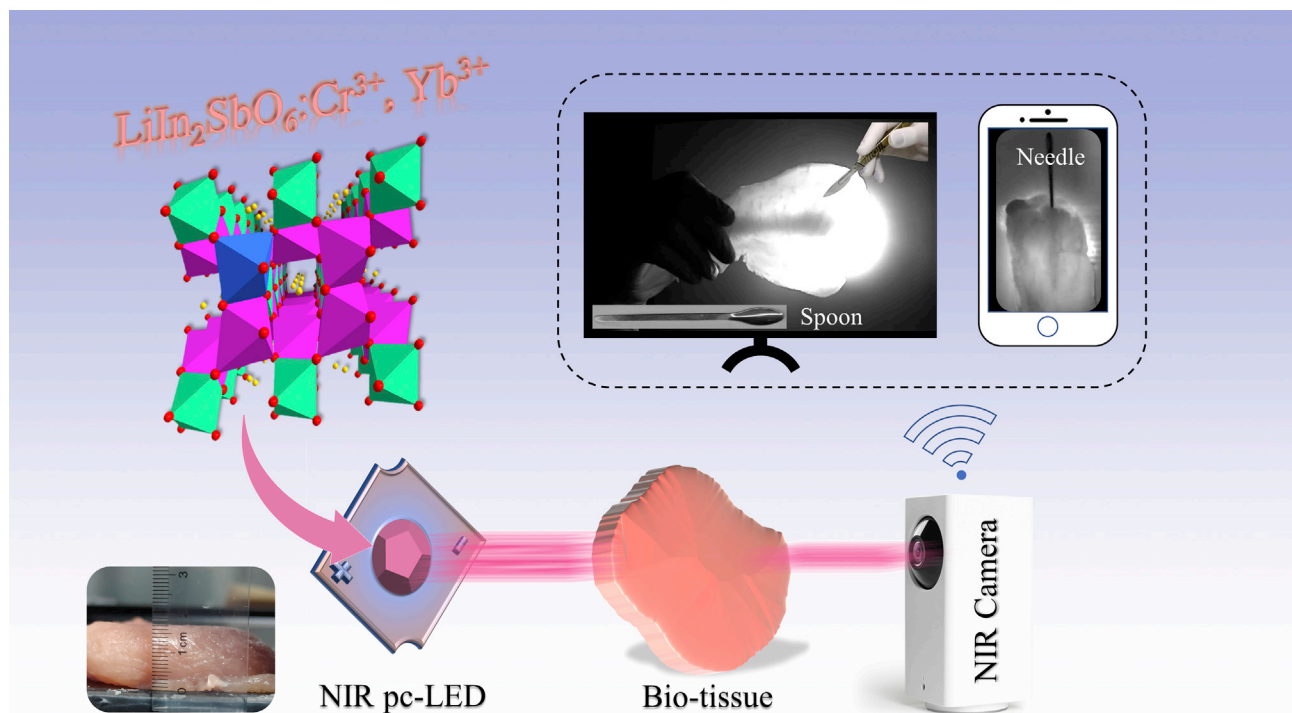 LiIn₂SbO₆:Cr³⁺, Yb³⁺
Spoon
Needle
3
1cm
0
+
-
NIR pc-LED
Bio-tissue
NIR Camera